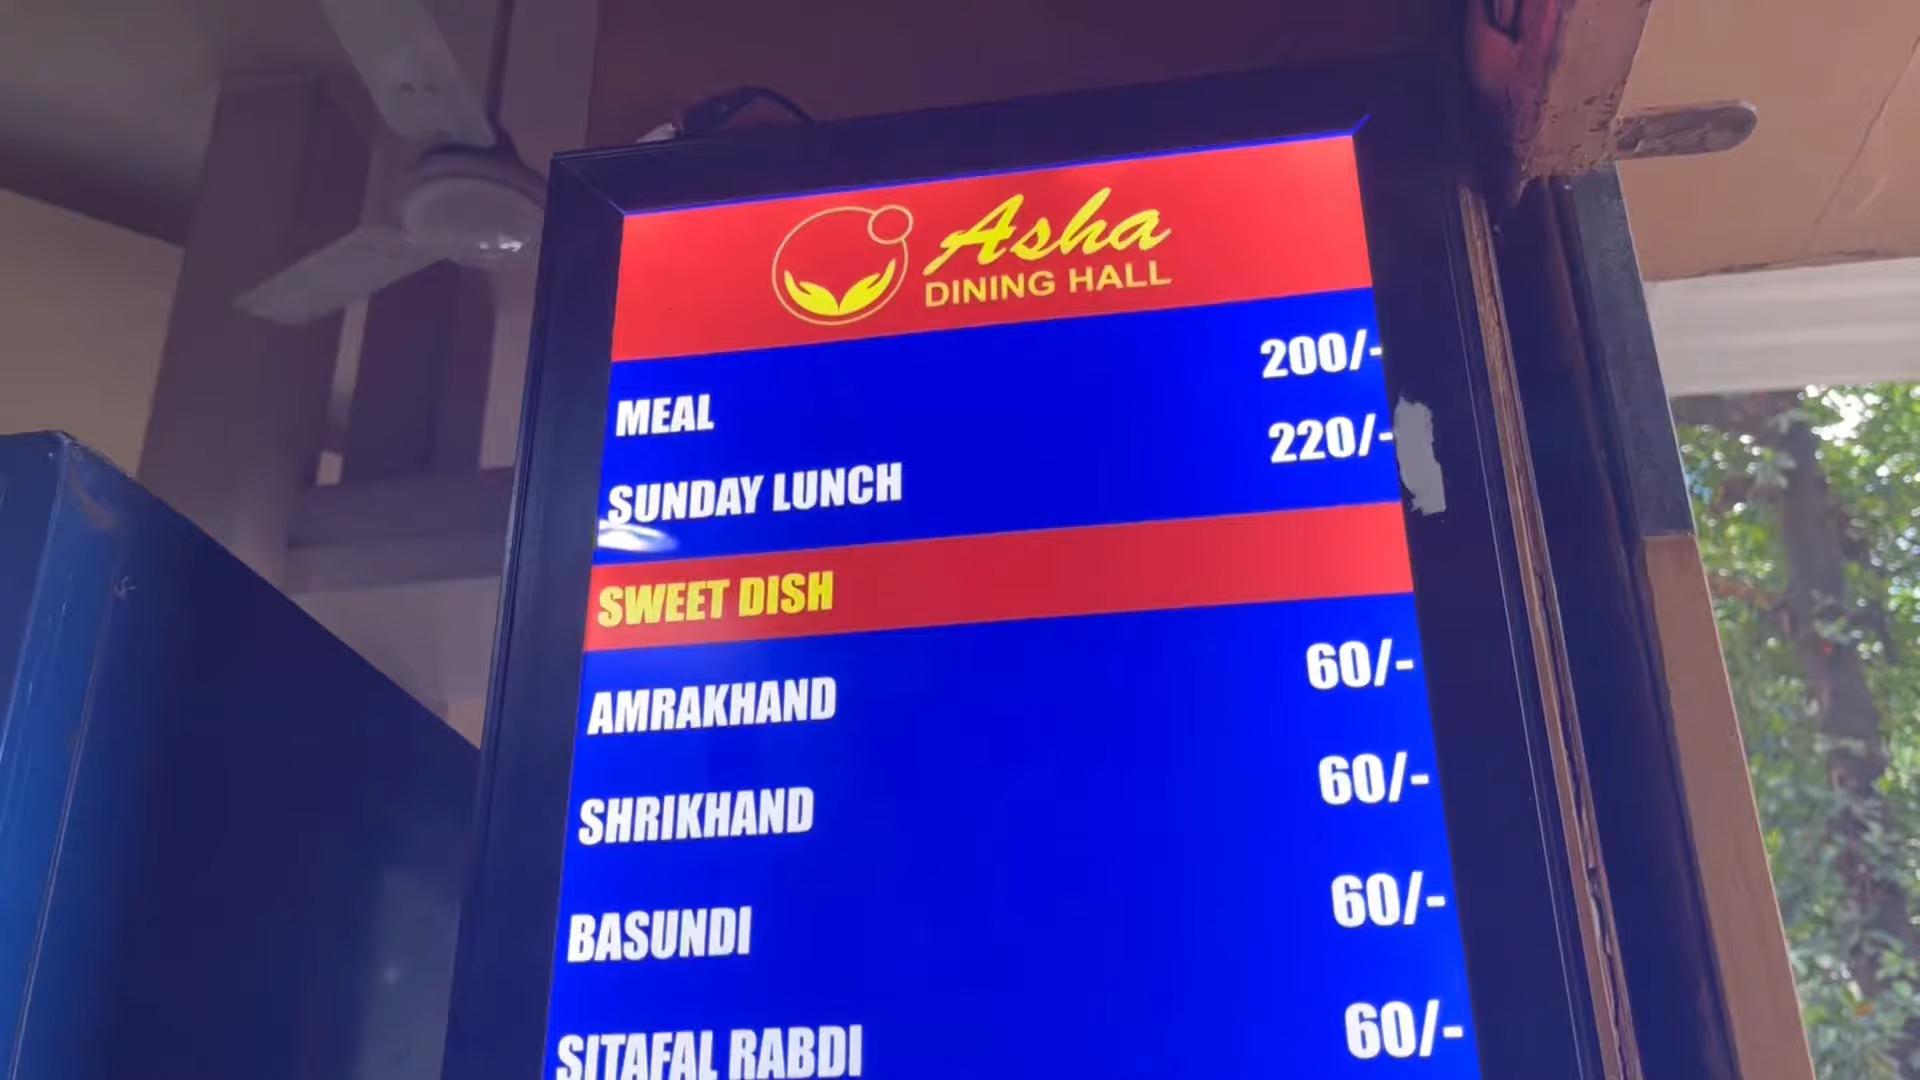 Asha
DINING HALL
MEAL 200/-
SUNDAY LUNCH 220/-
SWEET DISH
AMRAKHAND 60/-
SHRIKHAND 60/-
BASUNDI 60/-
SITAFAL RABDI 60/-